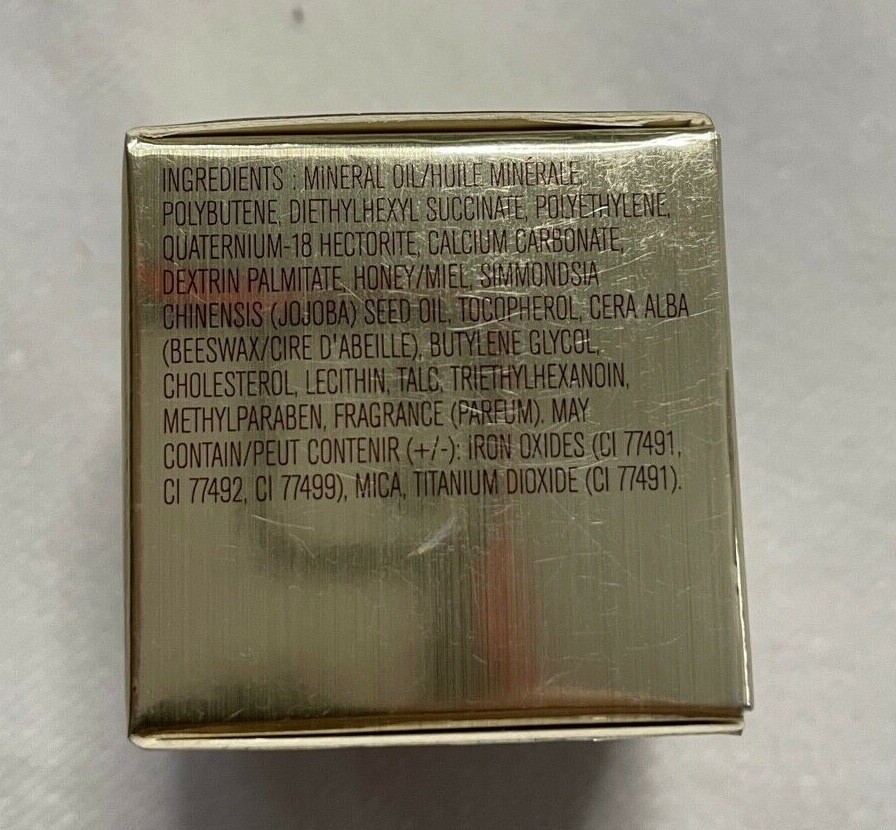 INGREDIENTS : MINERAL OIL/HUILE MINÉRALE,
POLYBUTENE, DIETHYLHEXYL SUCCINATE, POLYETHYLENE,
QUATERNIUM-18 HECTORITE, CALCIUM CARBONATE,
DEXTRIN PALMITATE, HONEY/MIEL, SIMMONDSIA
CHINENSIS (JOJOBA) SEED OIL, TOCOPHEROL, CERA ALBA
(BEESWAX/CIRE D'ABEILLE), BUTYLENE GLYCOL,
CHOLESTEROL, LECITHIN, TALC, TRIETHYLHEXANOIN,
METHYLPARABEN, FRAGRANCE (PARFUM). MAY
CONTAIN/PEUT CONTENIR (+/-): IRON OXIDES (CI 77491,
CI 77492, CI 77499), MICA, TITANIUM DIOXIDE (CI 77491).